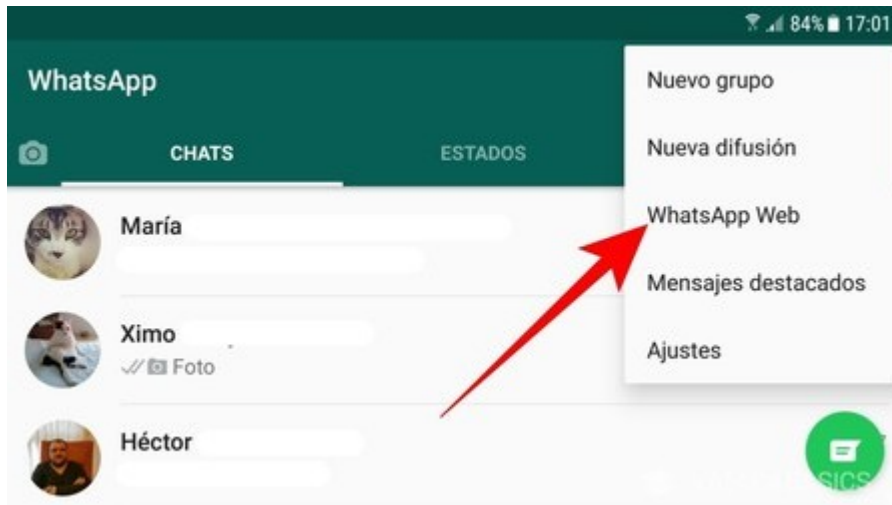 84% 17:01
WhatsApp
CHATS
ESTADOS
Nuevo grupo
Nueva difusión
WhatsApp Web
Mensajes destacados
Ajustes
María
Ximo
Foto
Héctor